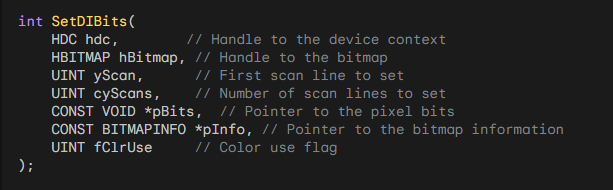 int SetDIBits(
    HDC hdc,        // Handle to the device context
    HBITMAP hBitmap, // Handle to the bitmap
    UINT yScan,      // First scan line to set
    UINT cyScans,    // Number of scan lines to set
    CONST VOID *pBits,  // Pointer to the pixel bits
    CONST BITMAPINFO *pInfo, // Pointer to the bitmap information
    UINT fClrUse     // Color use flag
);